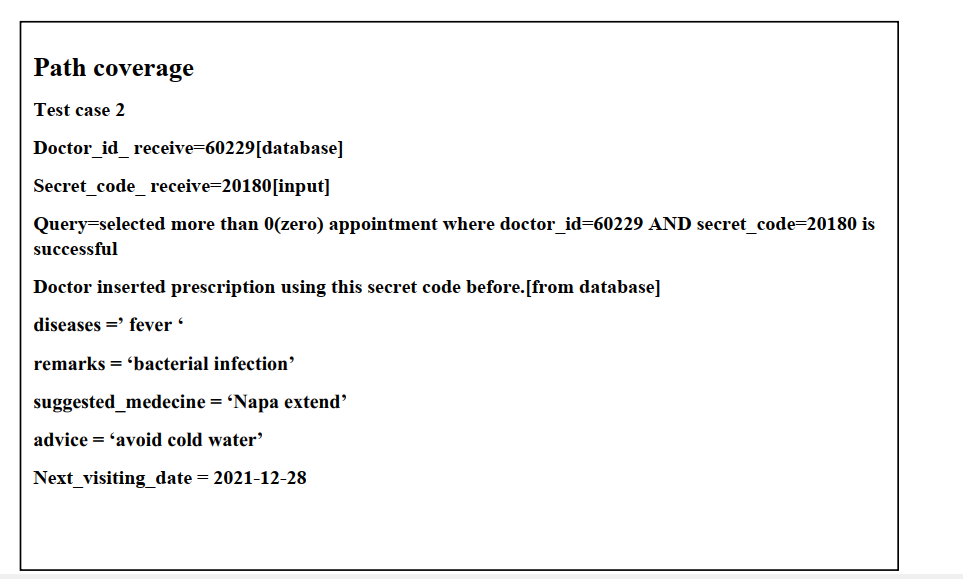 Path coverage
Test case 2
Doctor_id_ receive=60229[database]
Secret_code_ receive=20180[input]
Query=selected more than 0(zero) appointment where doctor_id=60229 AND secret_code=20180 is
successful
Doctor inserted prescription using this secret code before.[from database]
diseases =’ fever ‘
remarks = ‘bacterial infection’
suggested_medecine = ‘Napa extend’
advice = ‘avoid cold water’
Next_visiting_date = 2021-12-28